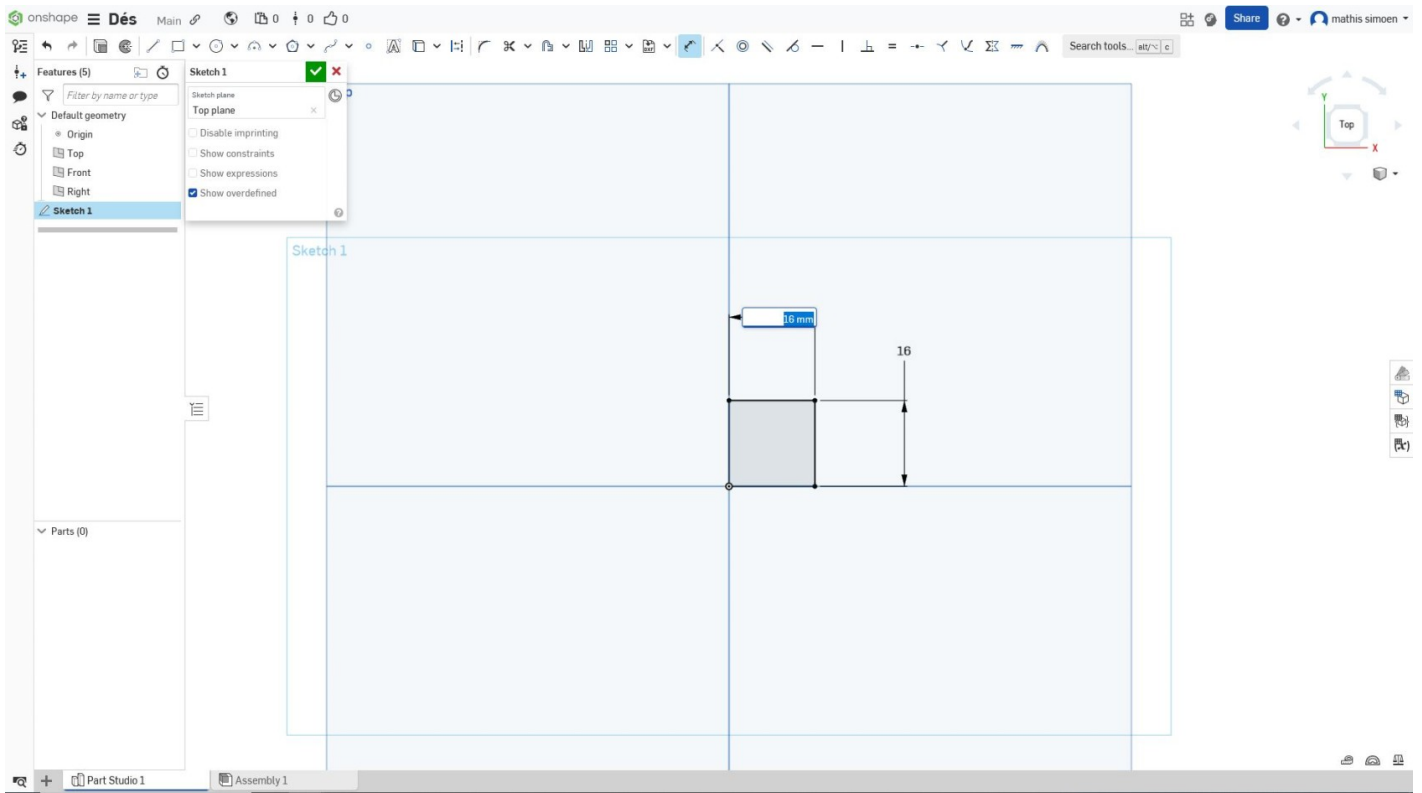 onshape Dés Main 0 0 0 Share mathis simoen
Search tools... alt/⌥ c
Features (5)
Filter by name or type
Default geometry
Origin
Top
Front
Right
Sketch 1
Parts (0)
Sketch 1
Sketch plane
Top plane
Disable imprinting
Show constraints
Show expressions
Show overdefined
Sketch 1
16 mm
16
Y
Top
X
(x)
Part Studio 1
Assembly 1